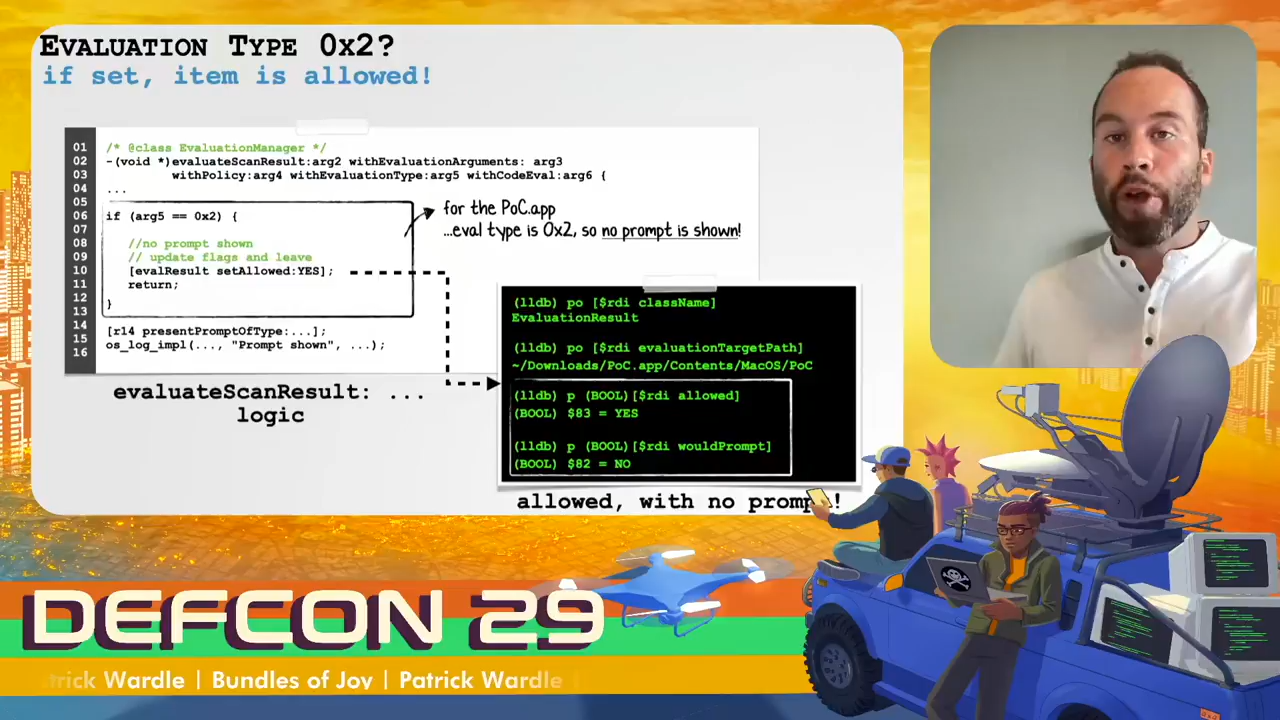 EVALUATION TYPE 0X2?
if set, item is allowed!
01 /* @class EvaluationManager */
02 -(void *)evaluateScanResult:arg2 withEvaluationArguments: arg3
03 withPolicy:arg4 withEvaluationType:arg5 withCodeEval:arg6 {
04 ...
05
06 if (arg5 == 0x2) {
07
08 //no prompt shown
09 // update flags and leave
10 [evalResult setAllowed:YES];
11 return;
12 }
13
14 [r14 presentPromptOfType:...];
15 os_log_impl(..., "Prompt shown", ...);
16
for the PoC.app
...eval type is 0x2, so no prompt is shown!
evaluateScanResult: ...
logic
(lldb) po [$rdi className]
EvaluationResult
(lldb) po [$rdi evaluationTargetPath]
~/Downloads/PoC.app/Contents/MacOS/PoC
(lldb) p (BOOL)[$rdi allowed]
(BOOL) $83 = YES
(lldb) p (BOOL)[$rdi wouldPrompt]
(BOOL) $82 = NO
allowed, with no promp !
DEFCON 29
trick Wardle | Bundles of Joy | Patrick Wardle